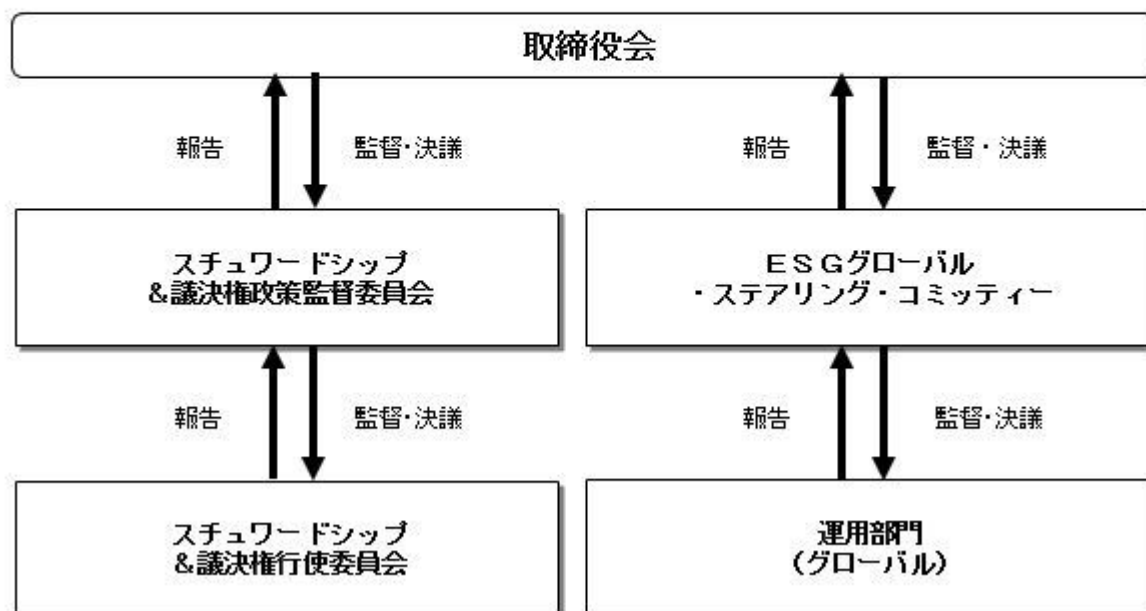 取締役会
報告
監督・決議
報告
監督・決議
スチュワードシップ
&議決権政策監督委員会
ESGグローバル
・ステアリング・コミッティー
報告
監督・決議
報告
監督・決議
スチュワードシップ
&議決権行使委員会
運用部門
(グローバル)